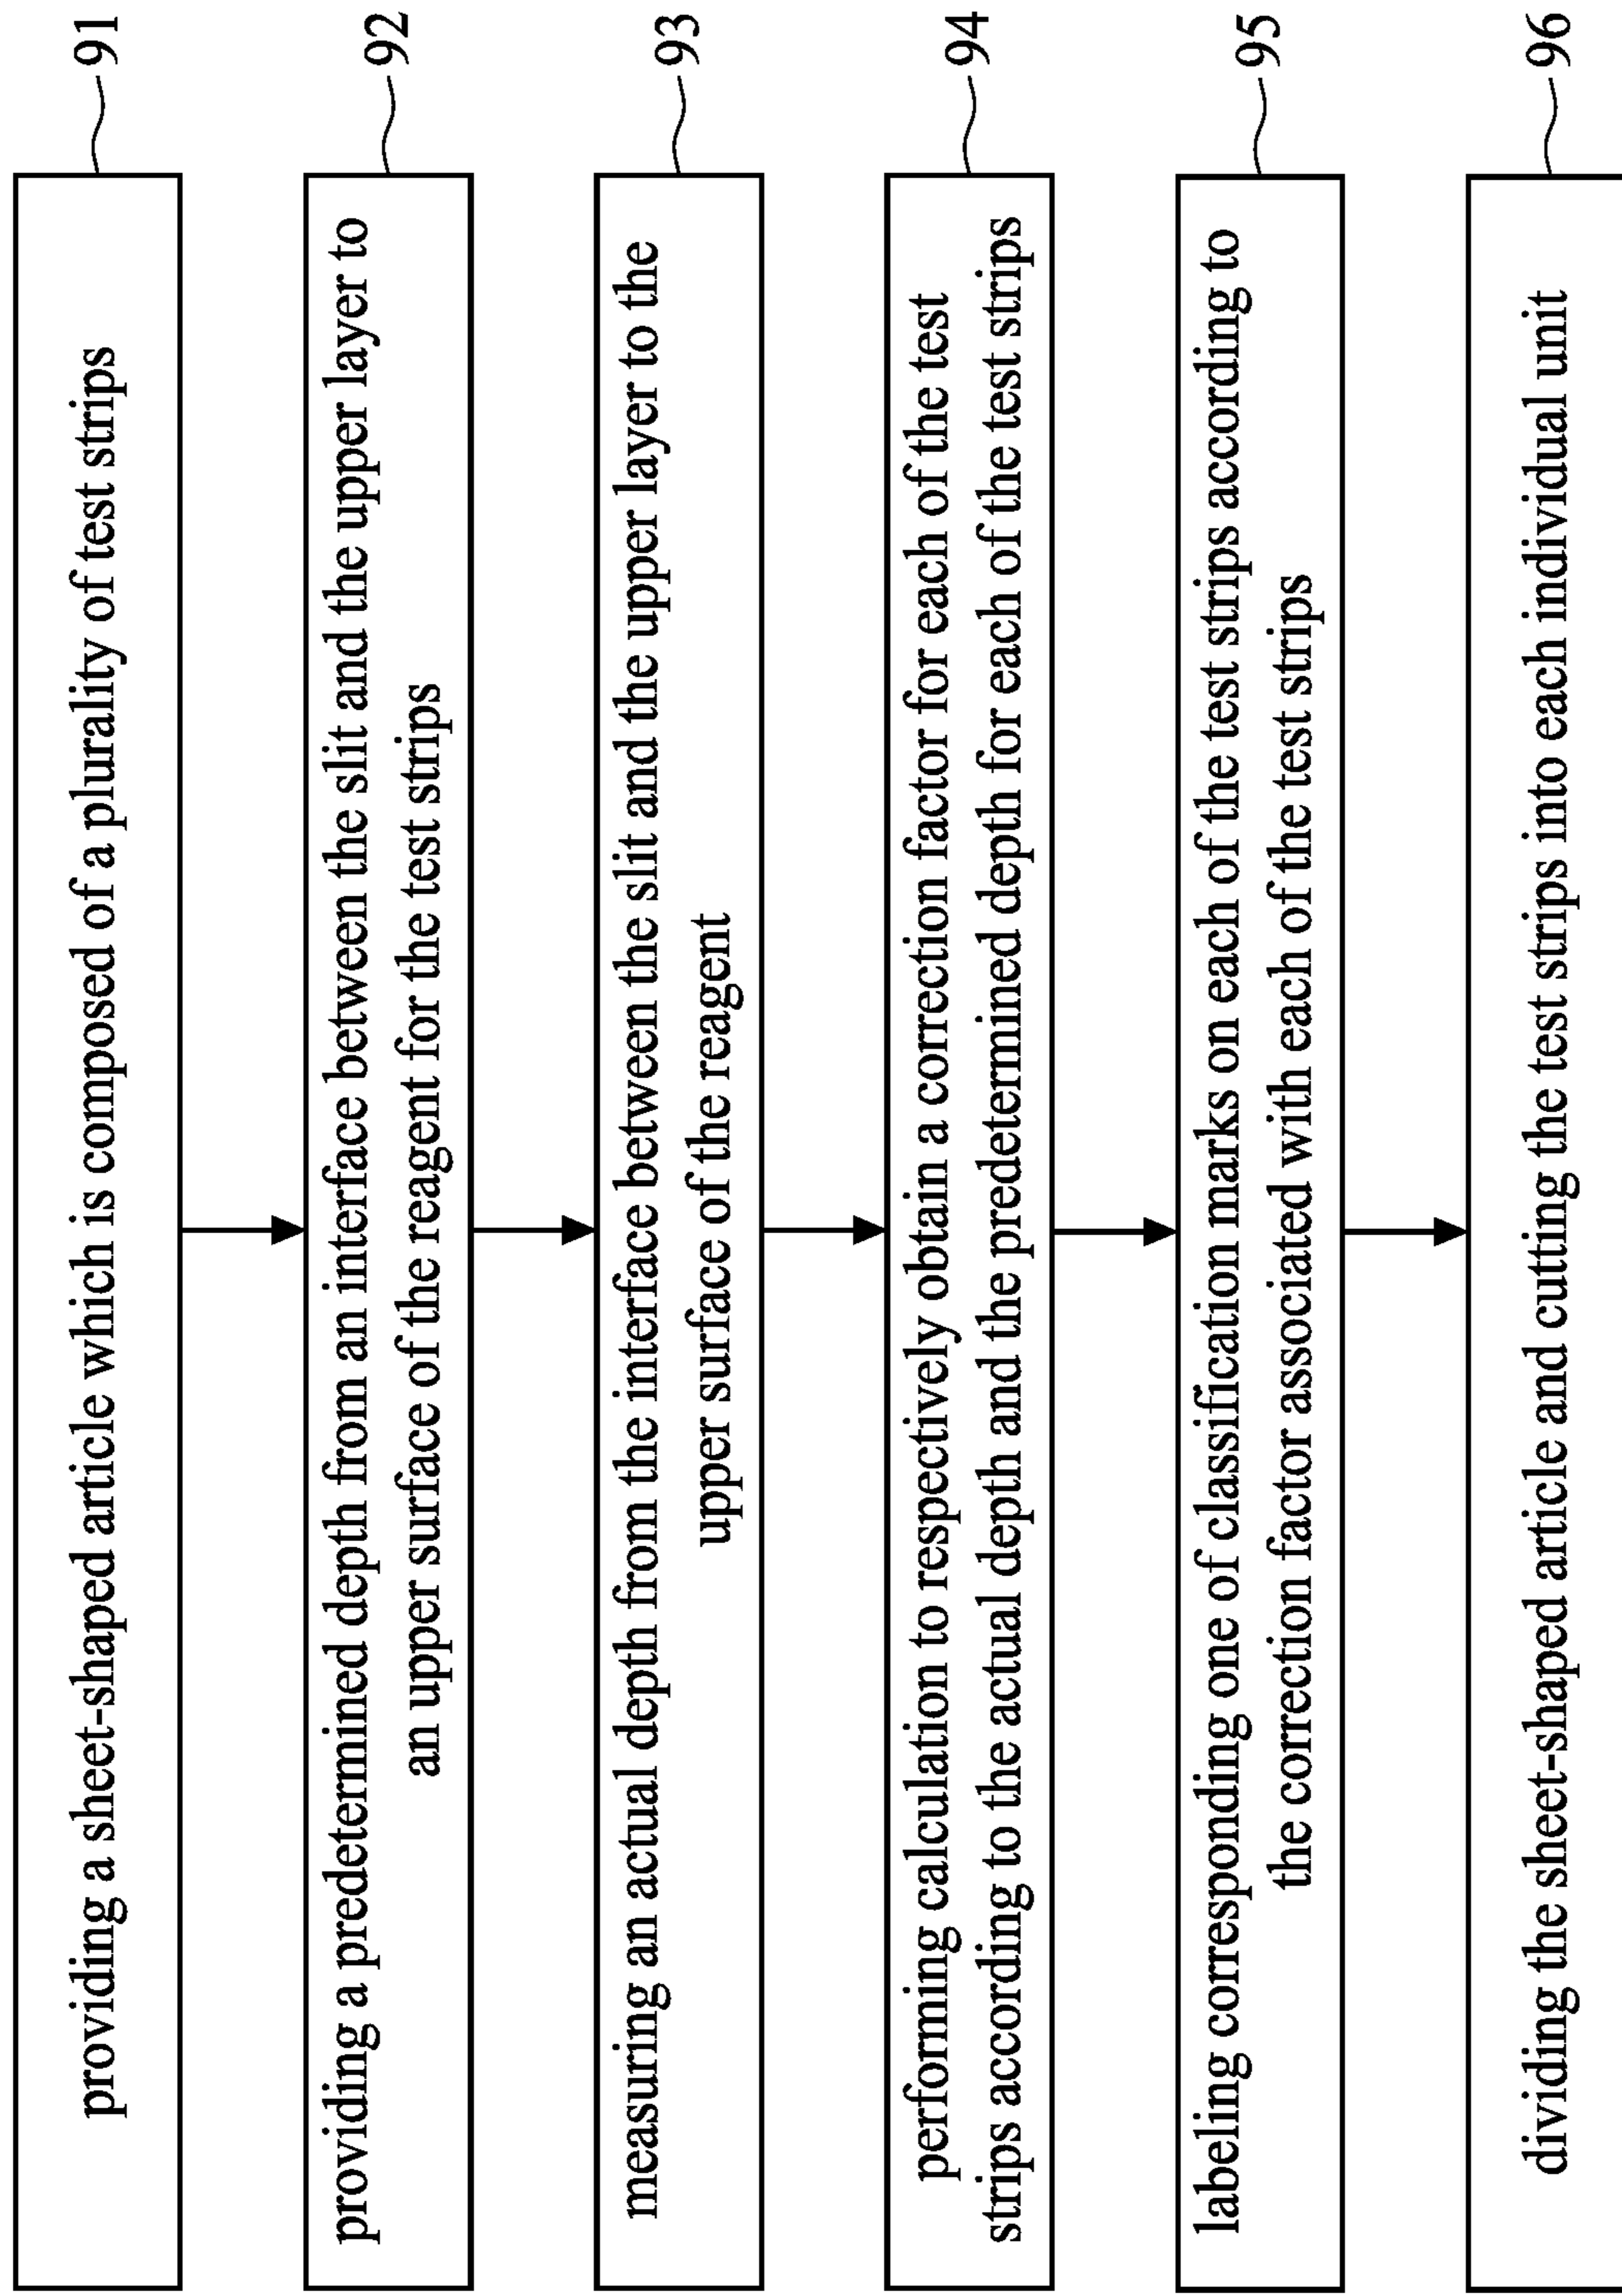 providing a sheet-shaped article which is composed of a plurality of test strips
91
providing a predetermined depth from an interface between the slit and the upper layer to
an upper surface of the reagent for the test strips
92
measuring an actual depth from the interface between the slit and the upper layer to the
upper surface of the reagent
93
performing calculation to respectively obtain a correction factor for each of the test
strips according to the actual depth and the predetermined depth for each of the test strips
94
labeling corresponding one of classification marks on each of the test strips according to
the correction factor associated with each of the test strips
95
dividing the sheet-shaped article and cutting the test strips into each individual unit
96